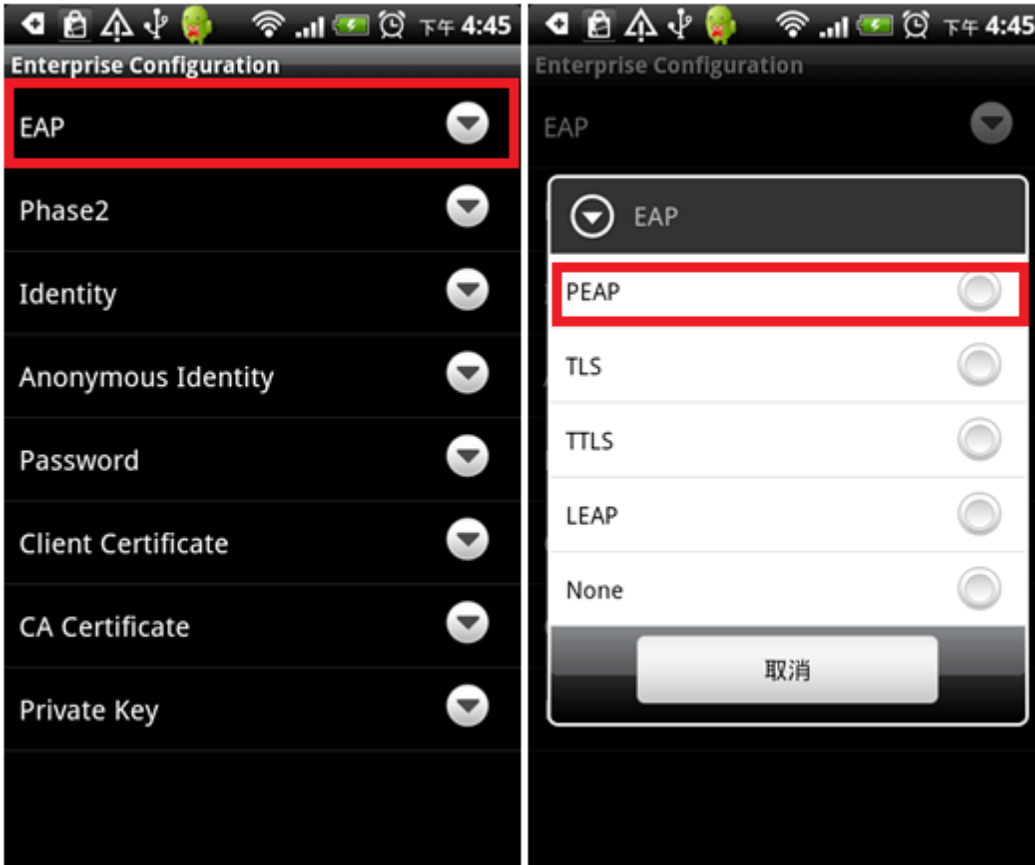 下午 4:45
Enterprise Configuration
EAP
Phase2
Identity
Anonymous Identity
Password
Client Certificate
CA Certificate
Private Key
下午 4:45
Enterprise Configuration
EAP
EAP
PEAP
TLS
TTLS
LEAP
None
取消